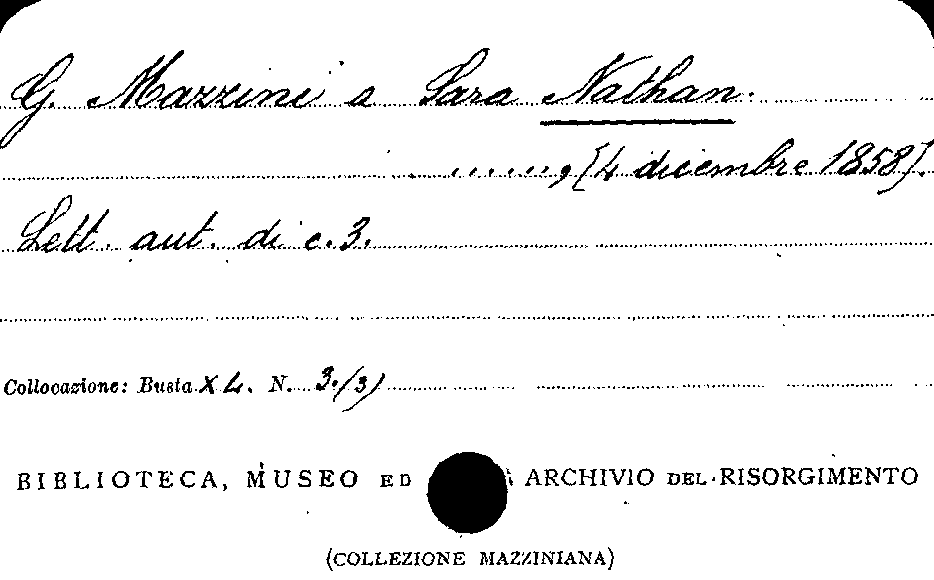 G. Mazzini a Sara Nathan.
......, [4 dicembre 1858].
Lett. aut. di c. 3.
Collocazione: Busta XL. N. 3./3)
BIBLIOTECA, MUSEO ED ARCHIVIO DEL RISORGIMENTO
(COLLEZIONE MAZZINIANA)